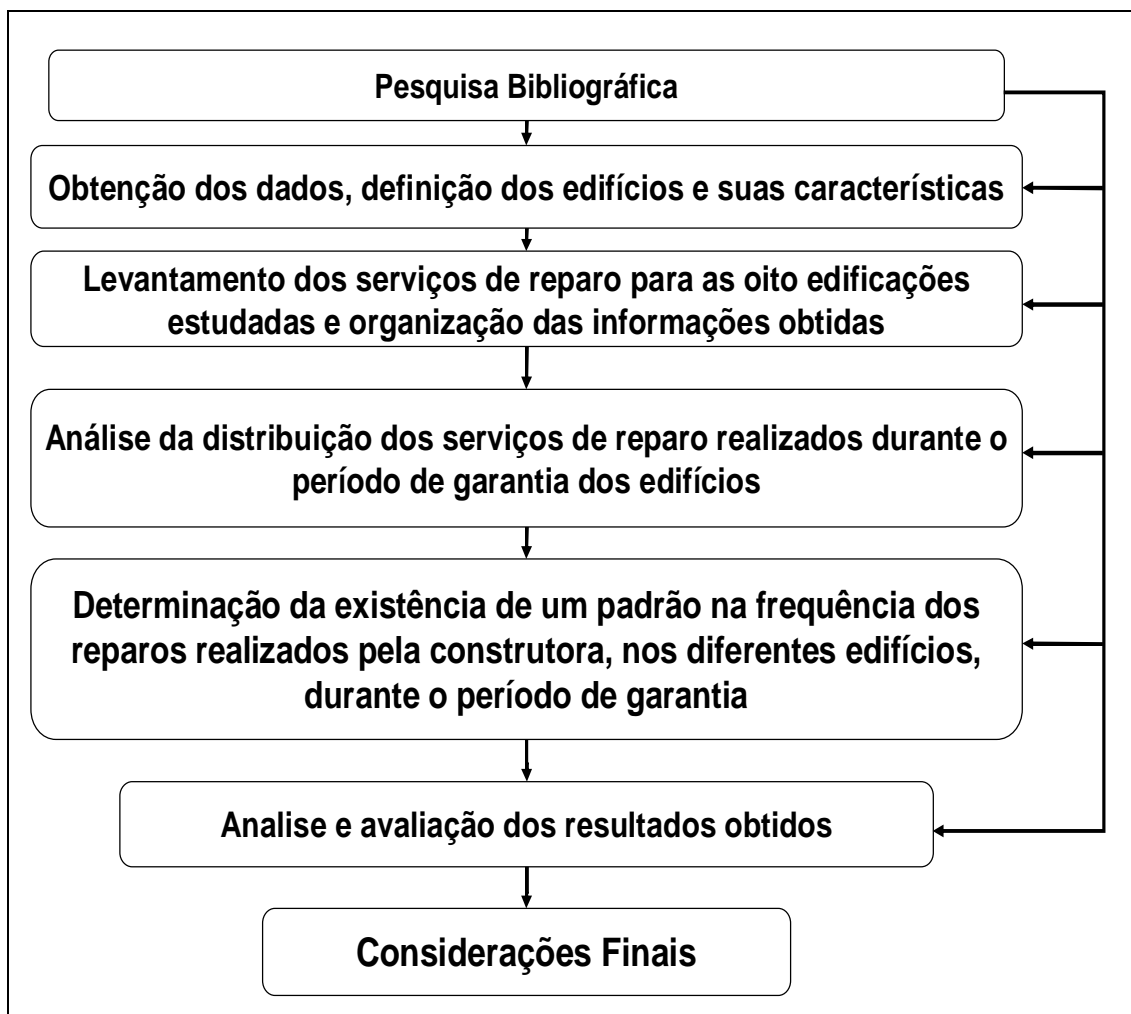 Pesquisa Bibliográfica
Obtenção dos dados, definição dos edifícios e suas características
Levantamento dos serviços de reparo para as oito edificações
estudadas e organização das informações obtidas
Análise da distribuição dos serviços de reparo realizados durante o
período de garantia dos edifícios
Determinação da existência de um padrão na frequência dos
reparos realizados pela construtora, nos diferentes edifícios,
durante o período de garantia
Analise e avaliação dos resultados obtidos
Considerações Finais